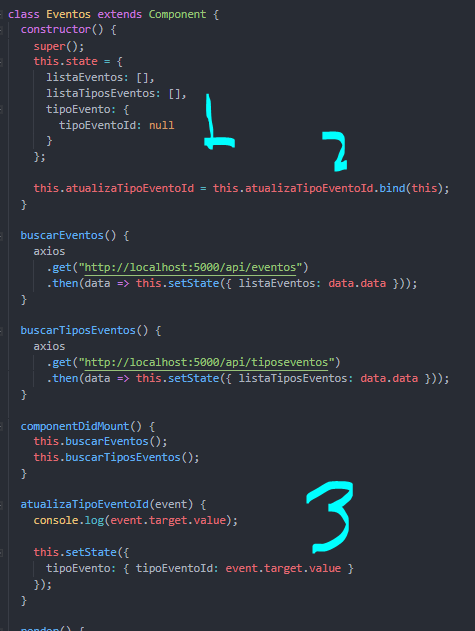 class Eventos extends Component {
constructor() {
super();
this.state = {
listaEventos: [],
listaTiposEventos: [],
tipoEvento: {
tipoEventoId: null
}
};
1
2
this.atualizaTipoEventoId = this.atualizaTipoEventoId.bind(this);
}
buscarEventos() {
axios
.get("http://localhost:5000/api/eventos")
.then(data => this.setState({ listaEventos: data.data }));
}
buscarTiposEventos() {
axios
.get("http://localhost:5000/api/tiposeventos")
.then(data => this.setState({ listaTiposEventos: data.data }));
}
componentDidMount() {
this.buscarEventos();
this.buscarTiposEventos();
}
atualizaTipoEventoId(event) {
console.log(event.target.value);
3
this.setState({
tipoEvento: { tipoEventoId: event.target.value }
});
}
render() {